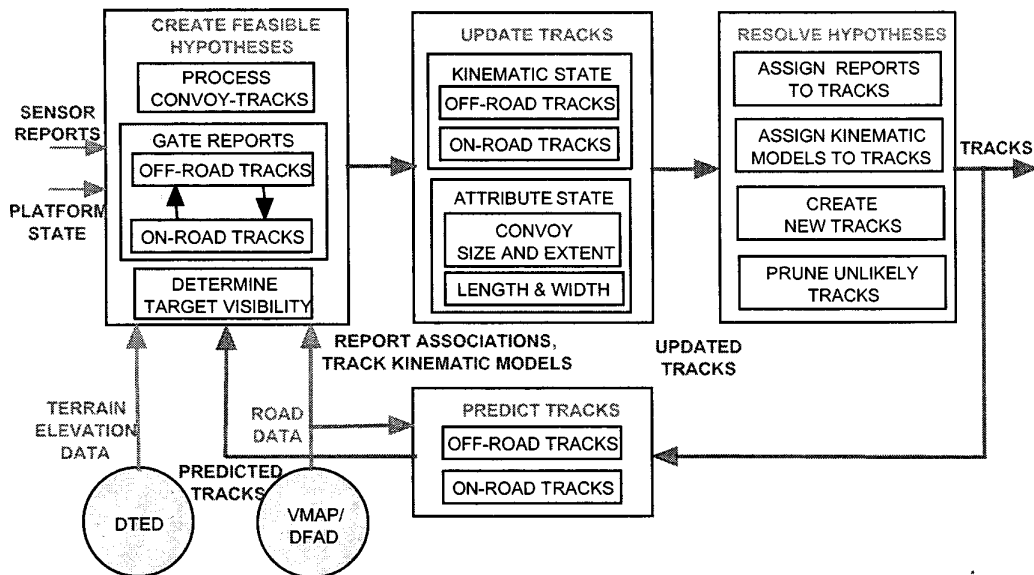 CREATE FEASIBLE
HYPOTHESES
PROCESS
CONVOY-TRACKS
GATE REPORTS
OFF-ROAD TRACKS
ON-ROAD TRACKS
DETERMINE
TARGET VISIBILITY
SENSOR
REPORTS
PLATFORM
STATE
UPDATE TRACKS
KINEMATIC STATE
OFF-ROAD TRACKS
ON-ROAD TRACKS
ATTRIBUTE STATE
CONVOY
SIZE AND EXTENT
LENGTH & WIDTH
RESOLVE HYPOTHESES
ASSIGN REPORTS
TO TRACKS
ASSIGN KINEMATIC
MODELS TO TRACKS
CREATE
NEW TRACKS
PRUNE UNLIKELY
TRACKS
TRACKS
REPORT ASSOCIATIONS,
TRACK KINEMATIC MODELS
UPDATED
TRACKS
TERRAIN
ELEVATION
DATA
ROAD
DATA
PREDICT TRACKS
OFF-ROAD TRACKS
ON-ROAD TRACKS
PREDICTED
TRACKS
DTED
VMAP/
DFAD